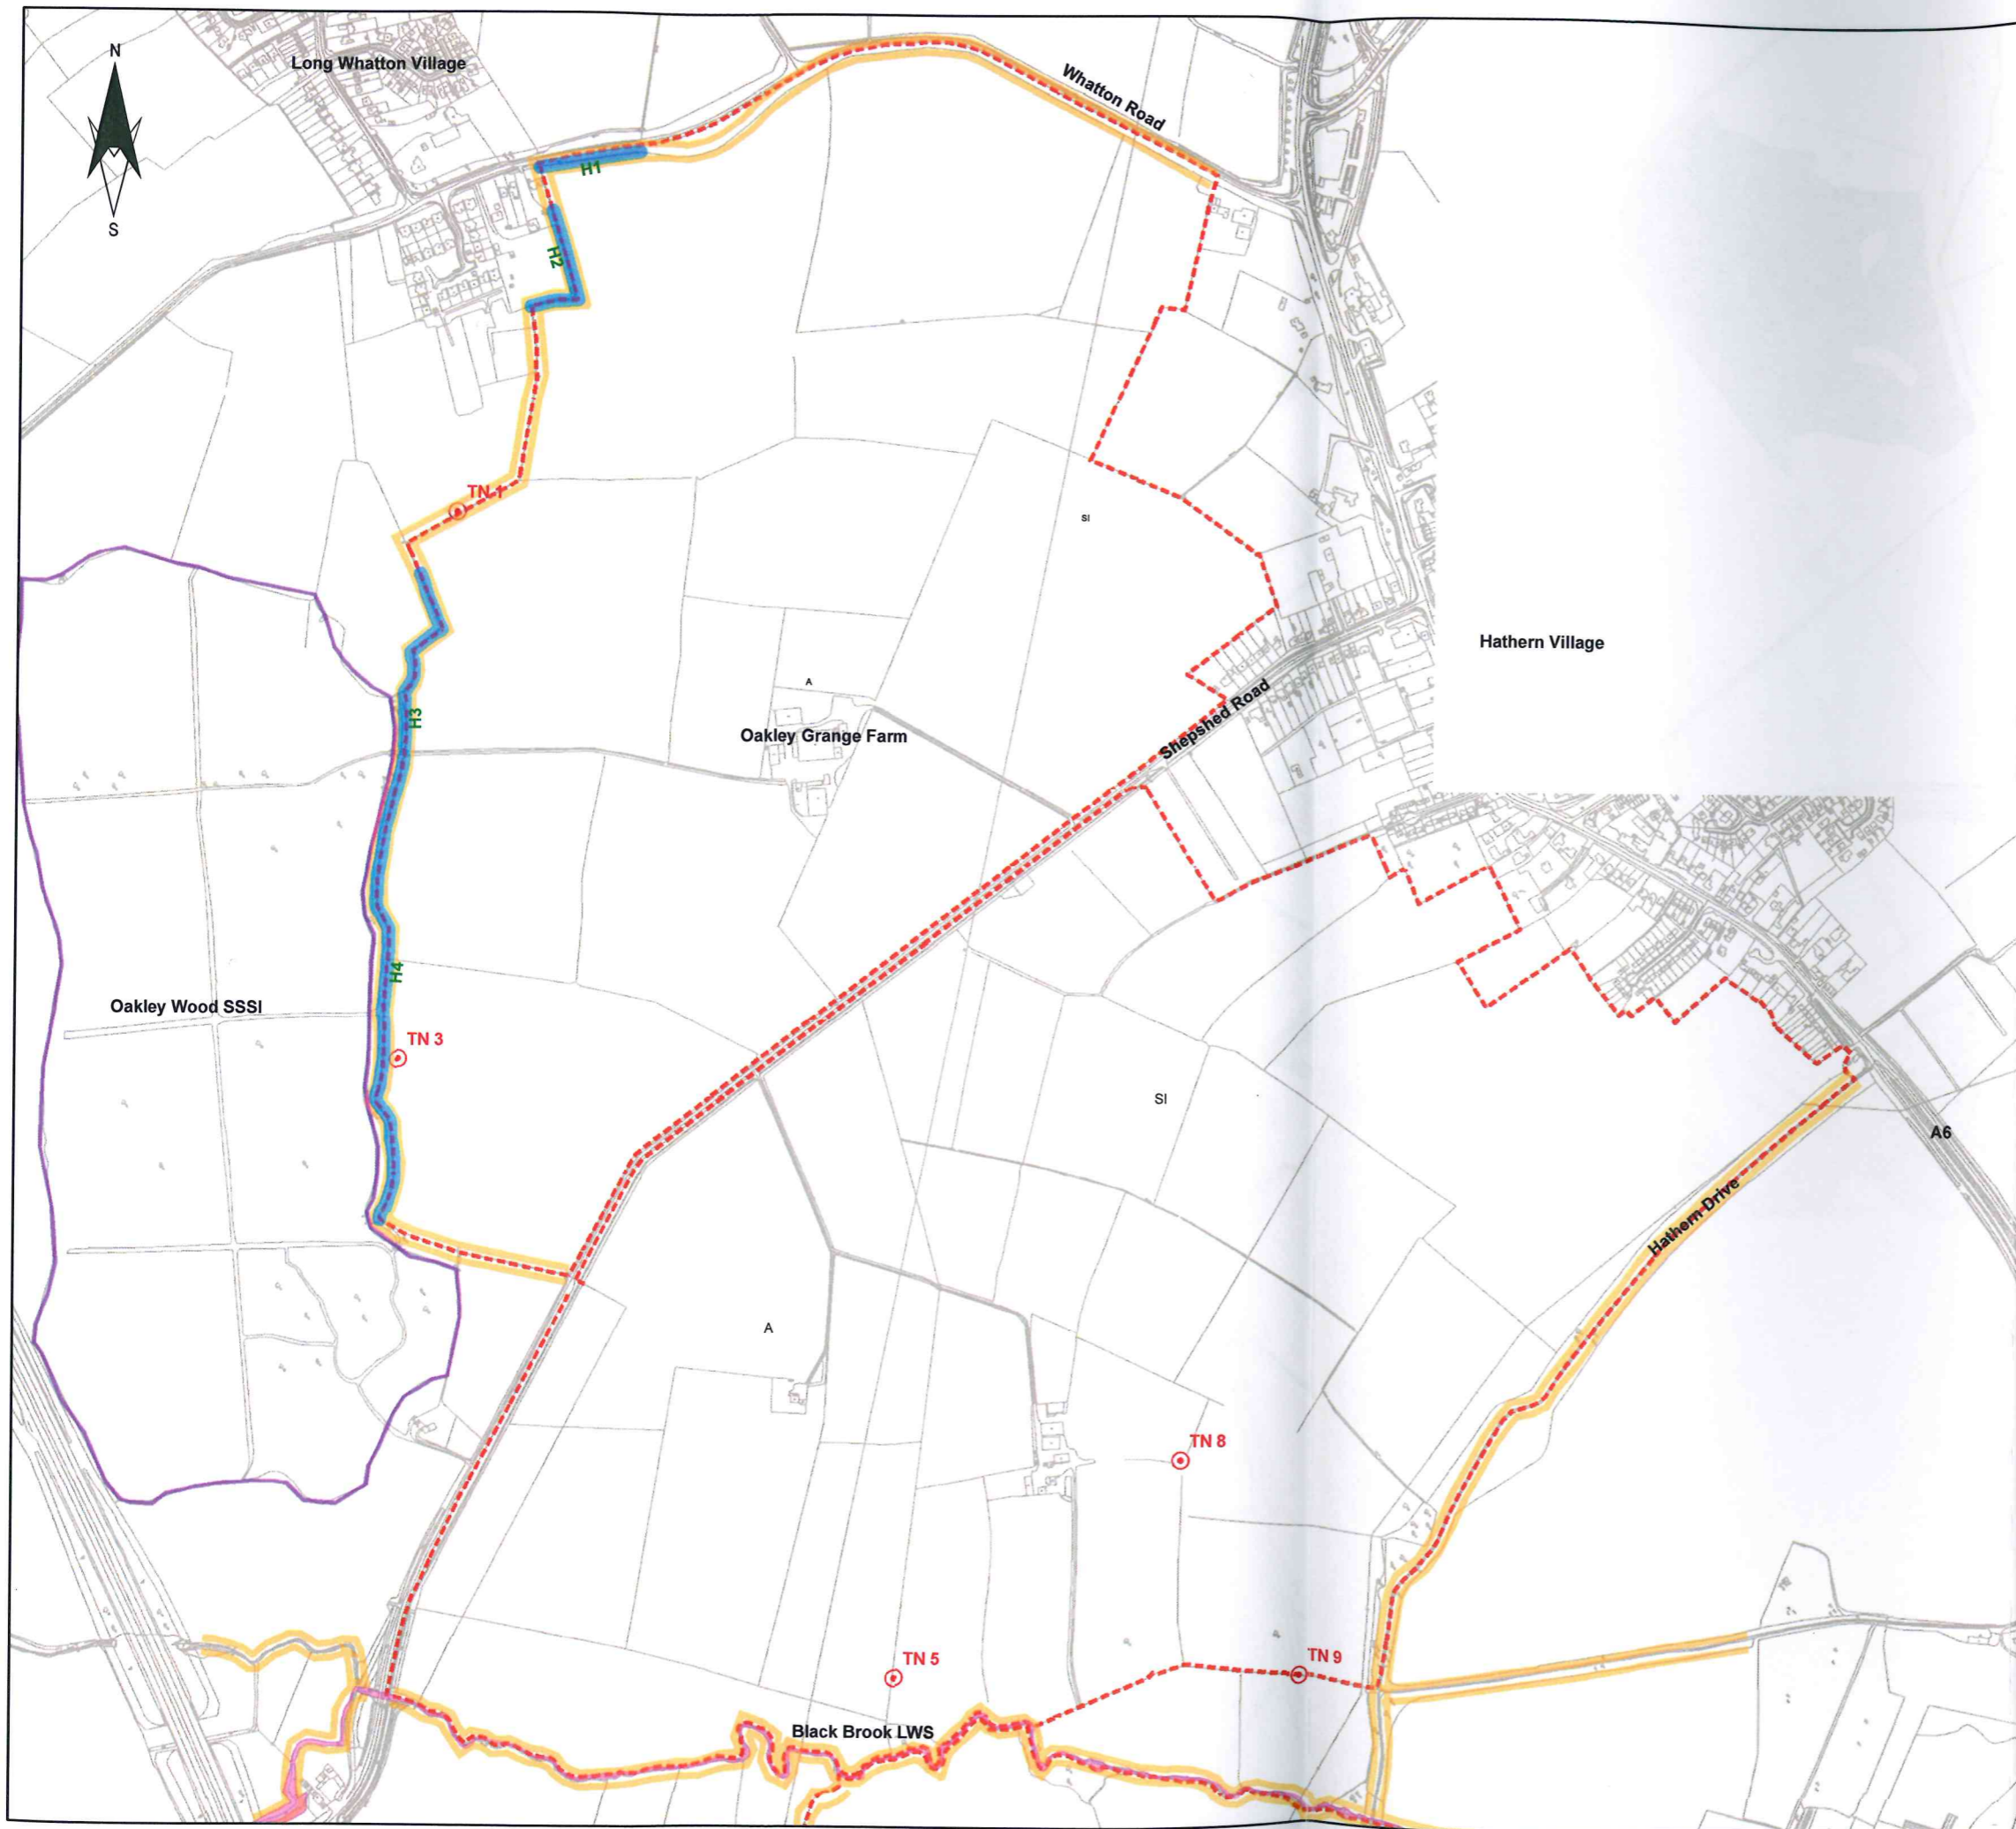 N
Long Whatton Village
Whatton Road
S
H1
H2
TN 1
SI
Hathern Village
A
H3
Oakley Grange Farm
Shepshed Road
H4
Oakley Wood SSSI
TN 3
SI
A6
Hathern Drive
A
TN 8
TN 5
TN 9
Black Brook LWS